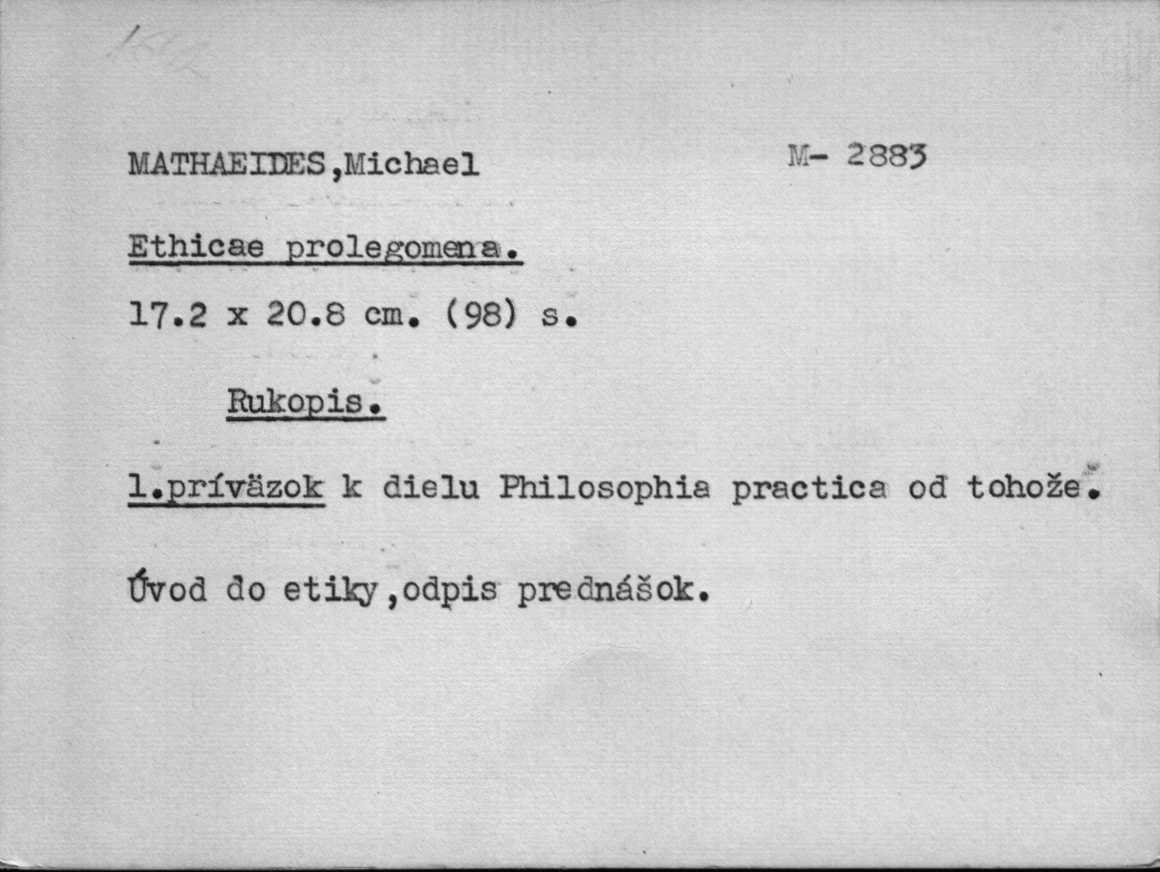 MATHAEIDES,Michael M- 2883
Ethicae prolegomena.
17.2 x 20.8 cm. (98) s.
Rukopis.
1.príväzok k dielu Philosophia practica od tohože.
Úvod do etiky,odpis prednášok.